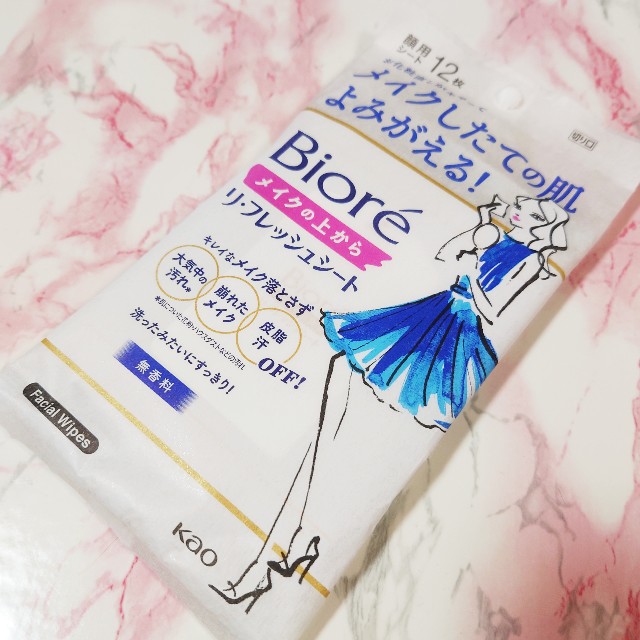 顔用
シート 12枚
メイクしたての肌
よみがえる!
切り口
Bioré
メイクの上から
リ・フレッシュシート
キレイなメイク落とさず
大気中の
汚れ※
崩れた
メイク
皮脂
汗
OFF!
洗ったみたいにすっきり!
無香料
Facial Wipes
Kao